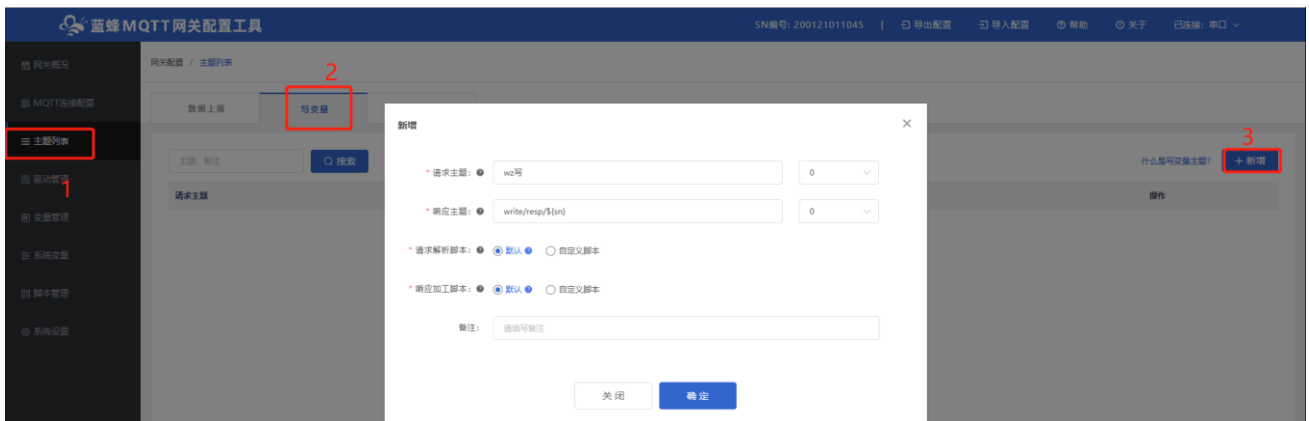 蓝蜂MQTT网关配置工具
SN编号: 200121011045 | 导出配置 导入配置 帮助 关于 已连接: 串口
网关概况
网关配置 / 主题列表
2
MQTT连接配置
数据上报 写变量
新增
主题列表
3
主题、备注 搜索
什么是写变量主题? + 新增
* 请求主题: wz写 0
驱动管理
1
请求主题 操作
* 响应主题: write/resp/${sn} 0
变量管理
* 请求解析脚本: 默认 自定义脚本
系统变量
* 响应加工脚本: 默认 自定义脚本
脚本管理
备注: 请填写备注
系统设置
关闭 确定